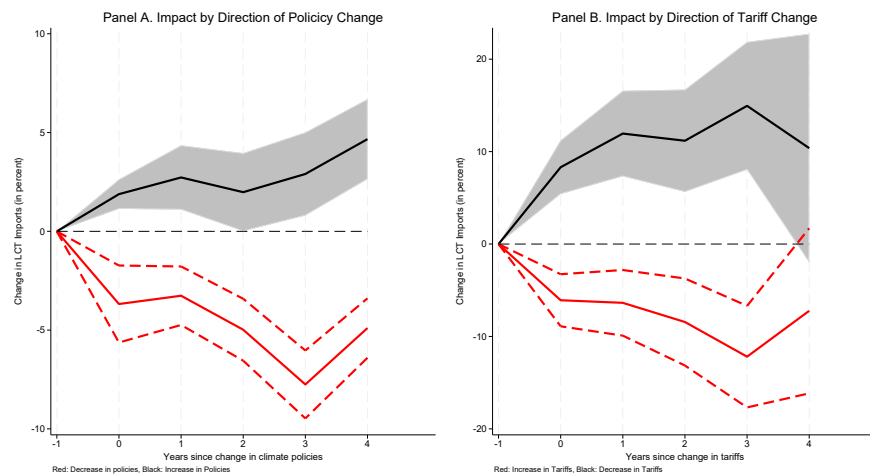 Panel A. Impact by Direction of Policicy Change
10
5
0
-5
-10
Change in LCT Imports (in percent)
-1 0 1 2 3 4
Years since change in climate policies
Red: Decrease in policies, Black: Increase in Policies
Panel B. Impact by Direction of Tariff Change
20
10
0
-10
-20
Change in LCT Imports (in percent)
-1 0 1 2 3 4
Years since change in tariffs
Red: Increase in Tariffs, Black: Decrease in Tariffs